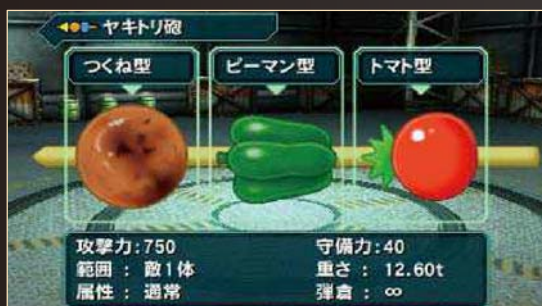 ヤキトリ砲
つくね型 ピーマン型 トマト型
攻撃力:750 守備力:40
範囲 : 敵1体 重さ : 12.60t
属性 : 通常 弾倉 : ∞